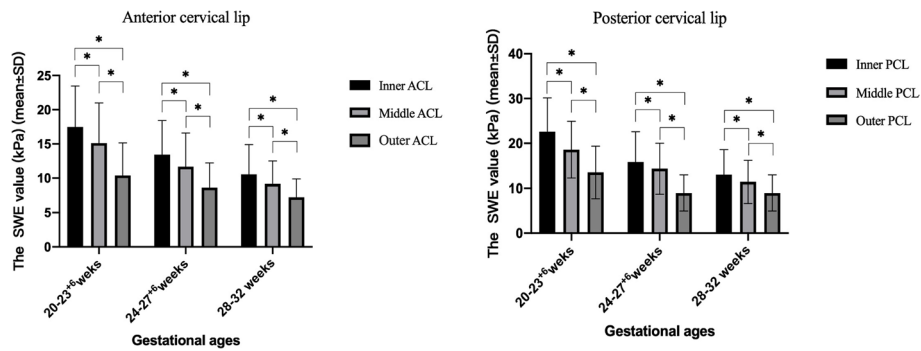 Anterior cervical lip
The SWE value (kPa) (mean±SD)
25
20
15
10
5
0
* * *
* * *
* * *
20-23+6weeks
24-27+6weeks
28-32 weeks
Gestational ages
Inner ACL
Middle ACL
Outer ACL
Posterior cervical lip
The SWE value (kPa) (mean±SD)
40
30
20
10
0
* * *
* * *
* * *
20-23+6weeks
24-27+6weeks
28-32 weeks
Gestational ages
Inner PCL
Middle PCL
Outer PCL